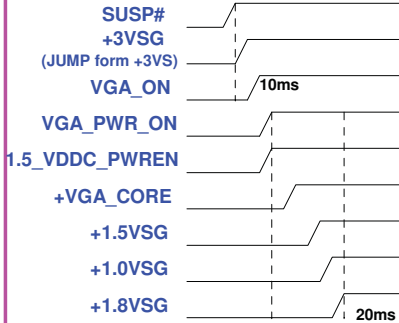 SUSP#
+3VSG
(JUMP form +3VS)
VGA_ON
10ms
VGA_PWR_ON
1.5_VDDC_PWREN
+VGA_CORE
+1.5VSG
+1.0VSG
+1.8VSG
20ms